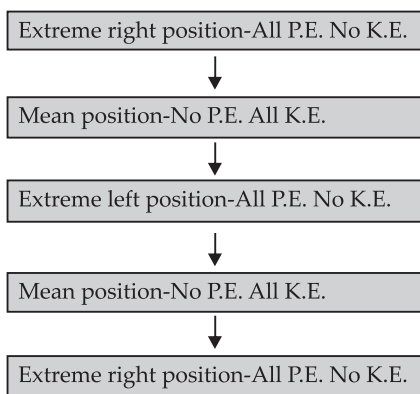 Extreme right position-All P.E. No K.E.
Mean position-No P.E. All K.E.
Extreme left position-All P.E. No K.E.
Mean position-No P.E. All K.E.
Extreme right position-All P.E. No K.E.